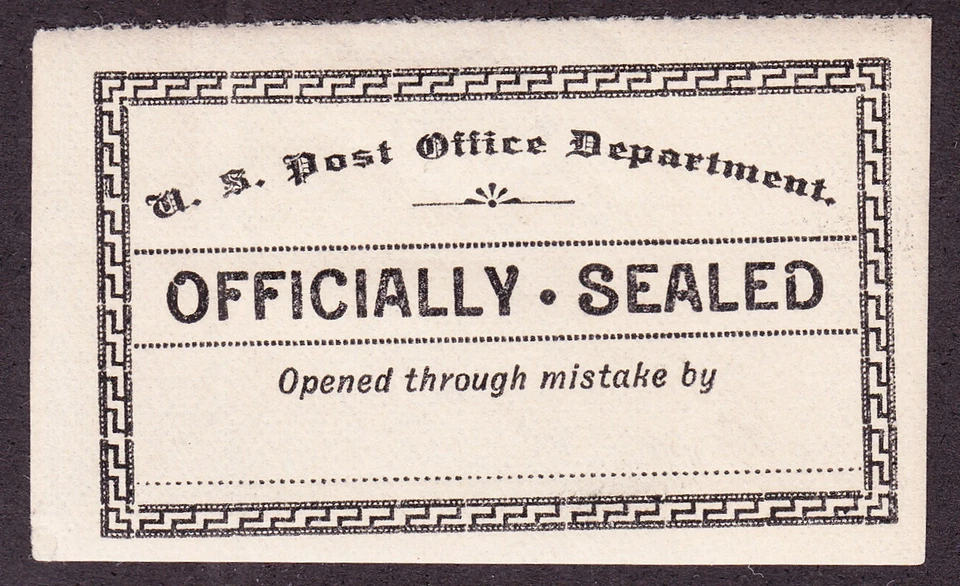 U. S. Post Office Department.
OFFICIALLY • SEALED
Opened through mistake by